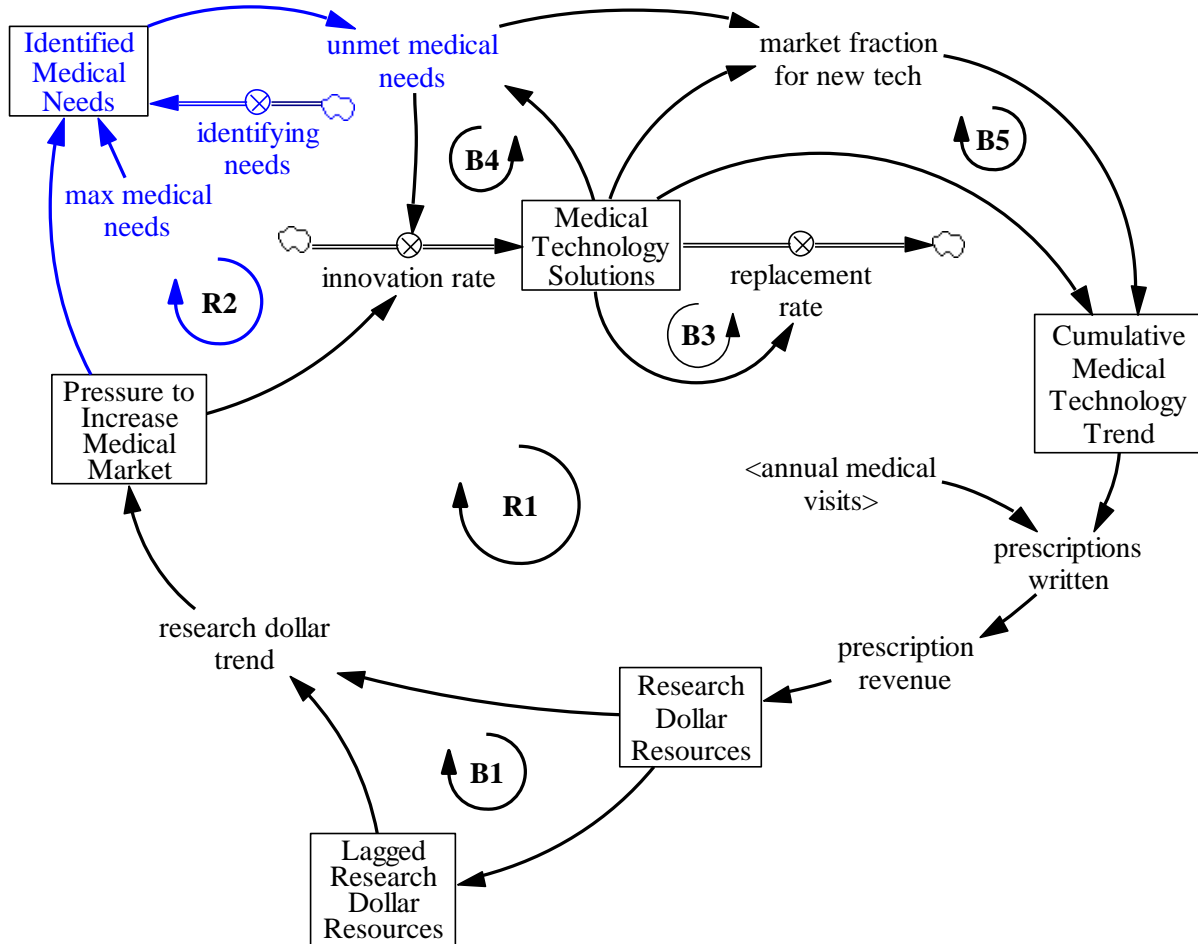 Identified
Medical
Needs
unmet medical
needs
market fraction
for new tech
identifying
needs
B4
B5
max medical
needs
Medical
Technology
Solutions
innovation rate
replacement
rate
R2
B3
Cumulative
Medical
Technology
Trend
Pressure to
Increase
Medical
Market
<annual medical
visits>
R1
prescriptions
written
research dollar
trend
prescription
revenue
Research
Dollar
Resources
B1
Lagged
Research
Dollar
Resources